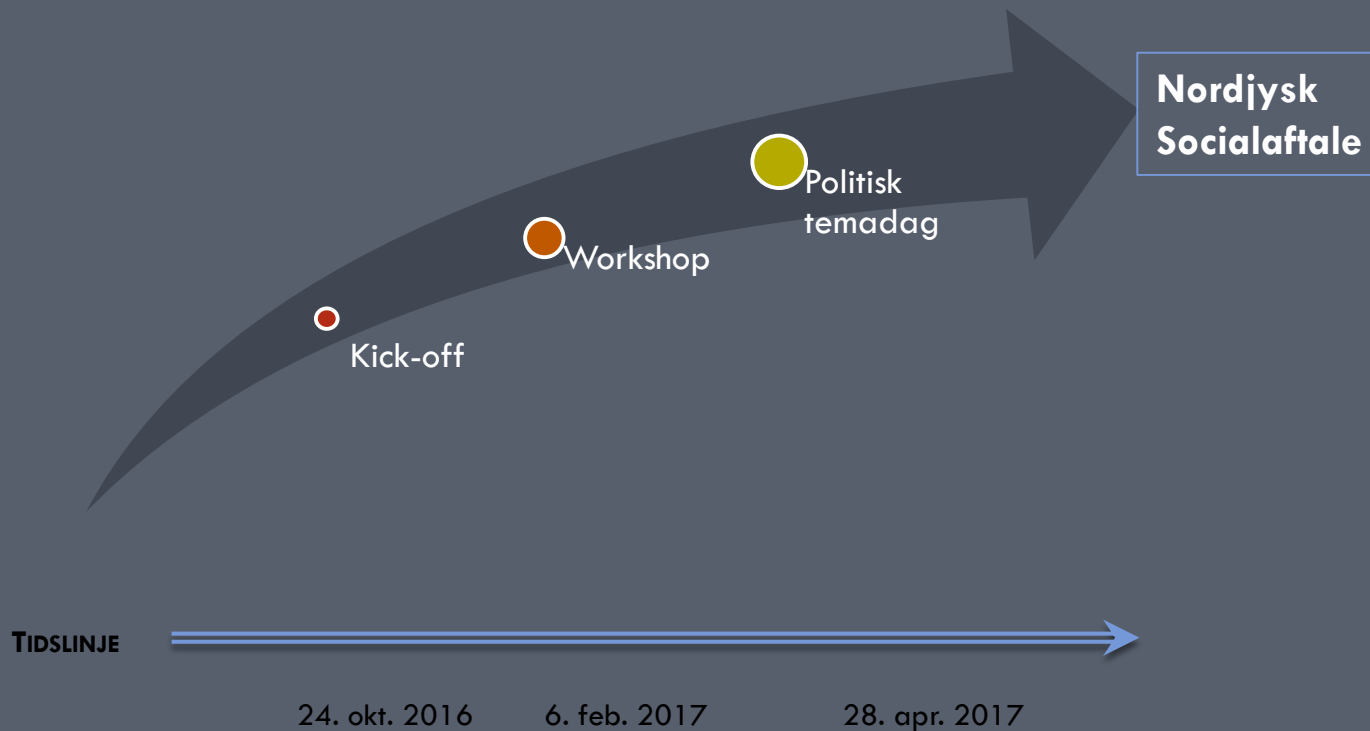 Nordjysk
Socialaftale
Politisk
temadag
Workshop
Kick-off
TIDSLINJE
24. okt. 2016 6. feb. 2017 28. apr. 2017